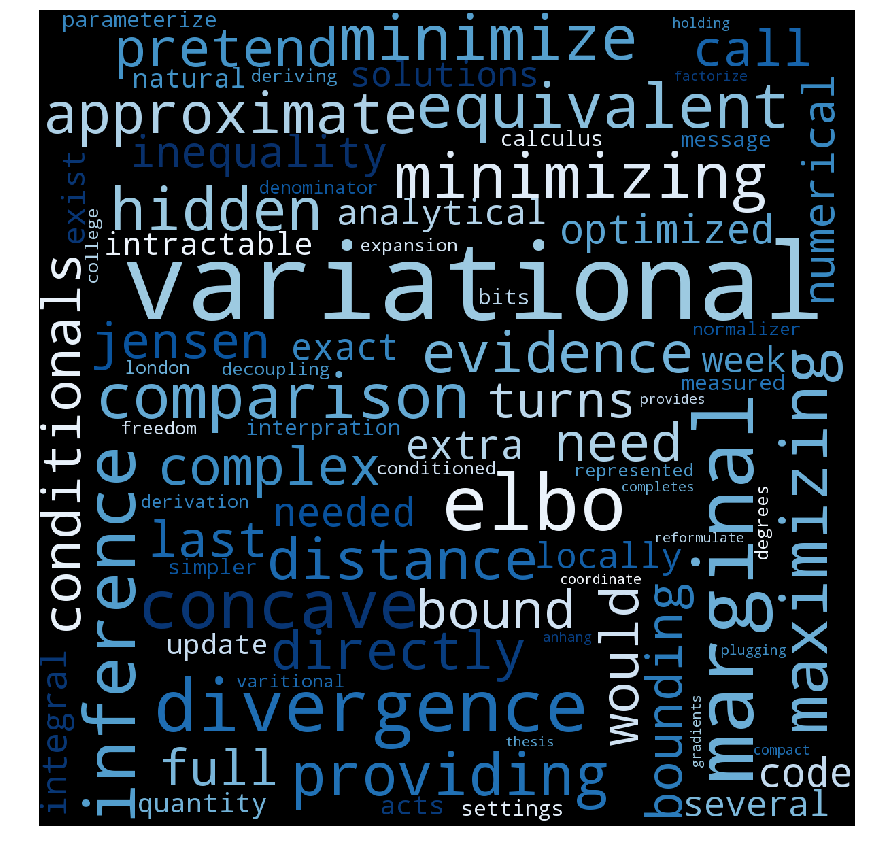 parameterize
holding
pretend
minimize
call
natural
deriving
solutions
factorize
approximate
equivalent
numerical
calculus
message
inequality
minimizing
exist
denominator
hidden
analytical
optimized
college
intractable
expansion
variational
bits
conditionals
jensen
exact
evidence
normalizer
week
london
decoupling
measured
comparison
turns
provides
maximizing
marginal
freedom
interpration
extra
need
inference
complex
conditioned
represented
completes
elbo
degrees
derivation
needed
last
distance
locally
reformulate
simpler
coordinate
concave
bound
would
bounding
update
directly
anhang
plugging
integral
varitional
divergence
gradients
thesis
compact
full
providing
code
quantity
acts
settings
several